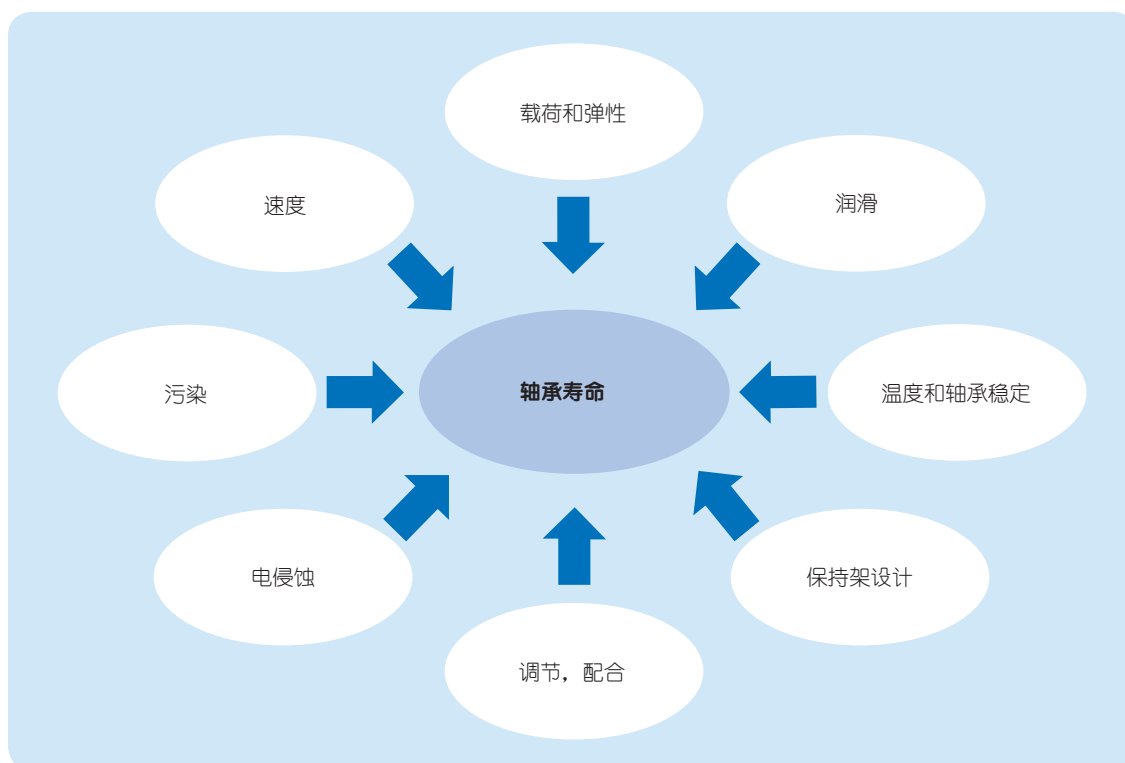 载荷和弹性
速度
润滑
污染
轴承寿命
温度和轴承稳定
电侵蚀
保持架设计
调节，配合